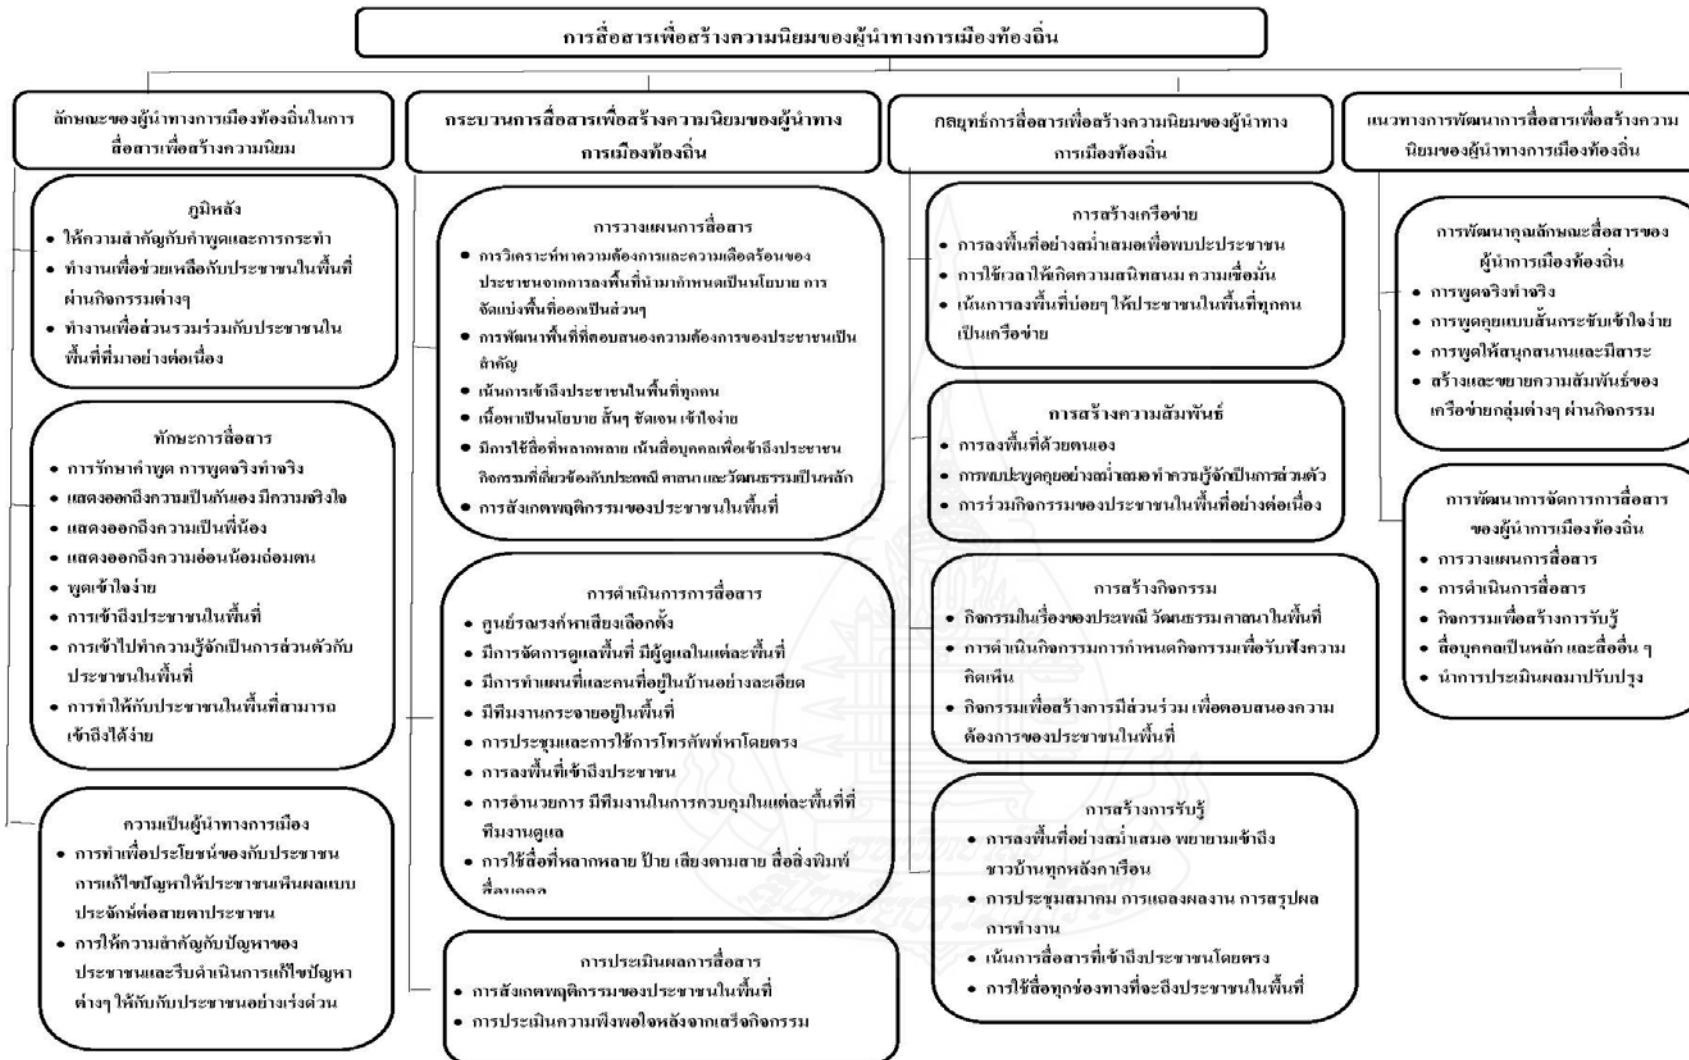 การสื่อสารเพื่อสร้างความนิยมของผู้นำทางการเมืองท้องถิ่น
ลักษณะของผู้นำทางการเมืองท้องถิ่นในการ
สื่อสารเพื่อสร้างความนิยม
ภูมิหลัง
• ให้ความสำคัญกับคำพูดและการกระทำ
• ทำงานเพื่อช่วยเหลือกับประชาชนในพื้นที่
ผ่านกิจกรรมต่างๆ
• ทำงานเพื่อส่วนรวมร่วมกับประชาชนใน
พื้นที่ที่มาอย่างต่อเนื่อง
ทักษะการสื่อสาร
• การรักษาคำพูด การพูดจริงทำจริง
• แสดงออกถึงความเป็นกันเอง มีความจริงใจ
• แสดงออกถึงความเป็นพี่น้อง
• แสดงออกถึงความอ่อนน้อมถ่อมตน
• พูดเข้าใจง่าย
• การเข้าถึงประชาชนในพื้นที่
• การเข้าไปทำความรู้จักเป็นการส่วนตัวกับ
ประชาชนในพื้นที่
• การทำให้กับประชาชนในพื้นที่สามารถ
เข้าถึงได้ง่าย
ความเป็นผู้นำทางการเมือง
• การทำเพื่อประโยชน์ของกับประชาชน
การแก้ไขปัญหาให้ประชาชนเห็นผลแบบ
ประจักษ์ต่อสายตาประชาชน
• การให้ความสำคัญกับปัญหาของ
ประชาชนและรีบดำเนินการแก้ไขปัญหา
ต่างๆ ให้กับกับประชาชนอย่างเร่งด่วน
กระบวนการสื่อสารเพื่อสร้างความนิยมของผู้นำทาง
การเมืองท้องถิ่น
การวางแผนการสื่อสาร
• การวิเคราะห์หาความต้องการและความเดือดร้อนของ
ประชาชนจากการลงพื้นที่นำมากำหนดเป็นนโยบาย การ
จัดแบ่งพื้นที่ออกเป็นส่วนๆ
• การพัฒนาพื้นที่ที่ตอบสนองความต้องการของประชาชนเป็น
สำคัญ
• เน้นการเข้าถึงประชาชนในพื้นที่ทุกคน
• เนื้อหาเป็นนโยบาย สั้นๆ ชัดเจน เข้าใจง่าย
• มีการใช้สื่อที่หลากหลาย เน้นสื่อบุคคลเพื่อเข้าถึงประชาชน
กิจกรรมที่เกี่ยวข้องกับประเพณี ศาสนา และวัฒนธรรมเป็นหลัก
• การสังเกตพฤติกรรมของประชาชนในพื้นที่
การดำเนินการการสื่อสาร
• ศูนย์รณรงค์หาเสียงเลือกตั้ง
• มีการจัดการดูแลพื้นที่ มีผู้ดูแลในแต่ละพื้นที่
• มีการทำแผนที่และคนที่อยู่ในบ้านอย่างละเอียด
• มีทีมงานกระจายอยู่ในพื้นที่
• การประชุมและการใช้การโทรศัพท์หาโดยตรง
• การลงพื้นที่เข้าถึงประชาชน
• การอำนวยการ มีทีมงานในการควบคุมในแต่ละพื้นที่ที่
ทีมงานดูแล
• การใช้สื่อที่หลากหลาย ป้าย เสียงตามสาย สื่อสิ่งพิมพ์
สื่อบุคคล
การประเมินผลการสื่อสาร
• การสังเกตพฤติกรรมของประชาชนในพื้นที่
• การประเมินความพึงพอใจหลังจากเสร็จกิจกรรม
กลยุทธ์การสื่อสารเพื่อสร้างความนิยมของผู้นำทาง
การเมืองท้องถิ่น
การสร้างเครือข่าย
• การลงพื้นที่อย่างสม่ำเสมอเพื่อพบปะประชาชน
• การใช้เวลาให้เกิดความสนิทสนม ความเชื่อมั่น
• เน้นการลงพื้นที่บ่อยๆ ให้ประชาชนในพื้นที่ทุกคน
เป็นเครือข่าย
การสร้างความสัมพันธ์
• การลงพื้นที่ด้วยตนเอง
• การพบปะพูดคุยอย่างสม่ำเสมอ ทำความรู้จักเป็นการส่วนตัว
• การร่วมกิจกรรมของประชาชนในพื้นที่อย่างต่อเนื่อง
การสร้างกิจกรรม
• กิจกรรมในเรื่องของประเพณี วัฒนธรรม ศาสนาในพื้นที่
• การดำเนินกิจกรรมการกำหนดกิจกรรมเพื่อรับฟังความ
คิดเห็น
• กิจกรรมเพื่อสร้างการมีส่วนร่วม เพื่อตอบสนองความ
ต้องการของประชาชนในพื้นที่
การสร้างการรับรู้
• การลงพื้นที่อย่างสม่ำเสมอ พยายามเข้าถึง
ชาวบ้านทุกหลังคาเรือน
• การประชุมสมาคม การแถลงผลงาน การสรุปผล
การทำงาน
• เน้นการสื่อสารที่เข้าถึงประชาชนโดยตรง
• การใช้สื่อทุกช่องทางที่จะถึงประชาชนในพื้นที่
แนวทางการพัฒนาการสื่อสารเพื่อสร้างความ
นิยมของผู้นำทางการเมืองท้องถิ่น
การพัฒนาคุณลักษณะสื่อสารของ
ผู้นำการเมืองท้องถิ่น
• การพูดจริงทำจริง
• การพูดคุยแบบสั้นกระชับเข้าใจง่าย
• การพูดให้สนุกสนานและมีสาระ
• สร้างและขยายความสัมพันธ์ของ
เครือข่ายกลุ่มต่างๆ ผ่านกิจกรรม
การพัฒนาการจัดการการสื่อสาร
ของผู้นำการเมืองท้องถิ่น
• การวางแผนการสื่อสาร
• การดำเนินการสื่อสาร
• กิจกรรมเพื่อสร้างการรับรู้
• สื่อบุคคลเป็นหลัก และสื่ออื่น ๆ
• นำการประเมินผลมาปรับปรุง